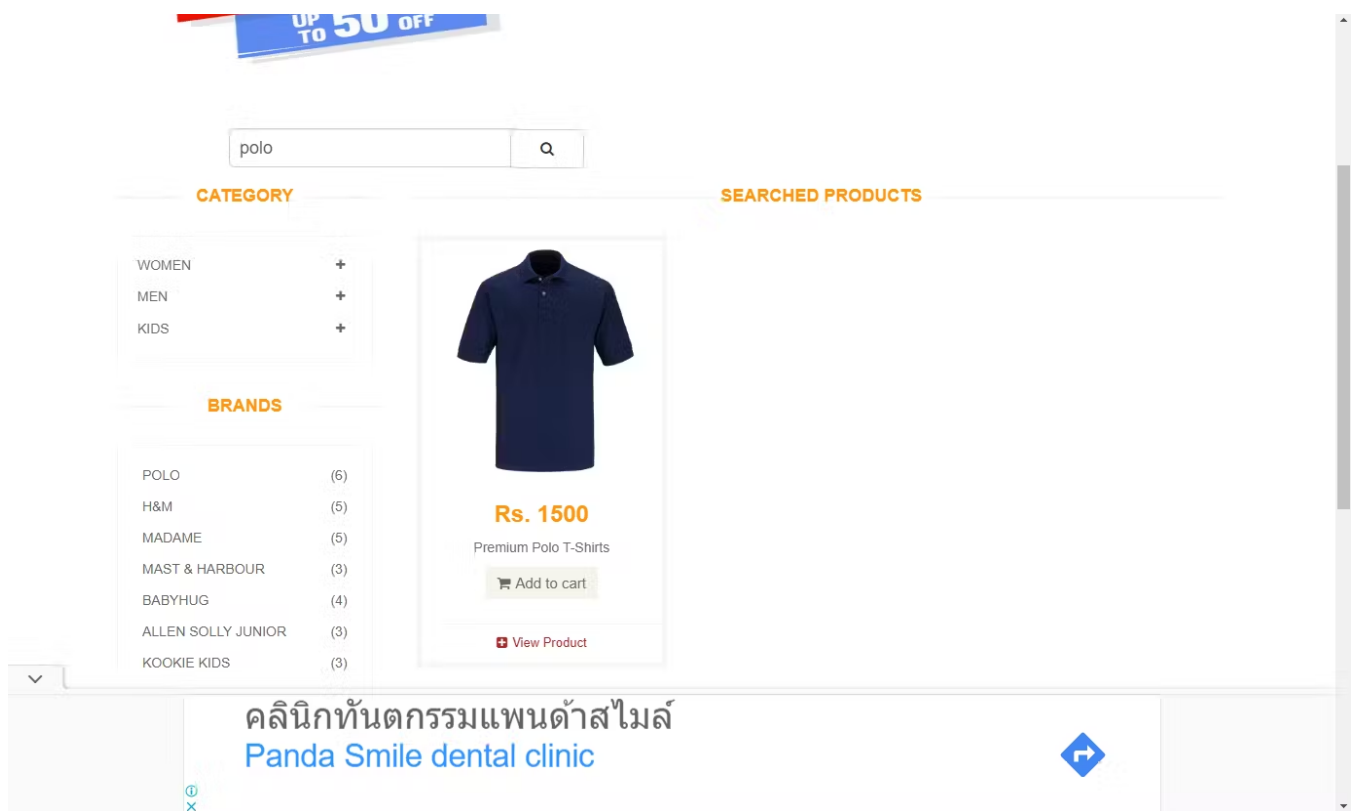 UP
TO 50 OFF
polo
CATEGORY
SEARCHED PRODUCTS
WOMEN
MEN
KIDS
BRANDS
POLO (6)
H&M (5)
MADAME (5)
MAST & HARBOUR (3)
BABYHUG (4)
ALLEN SOLLY JUNIOR (3)
KOOKIE KIDS (3)
Rs. 1500
Premium Polo T-Shirts
Add to cart
View Product
คลินิกทันตกรรมแพนด้าสไมล์
Panda Smile dental clinic